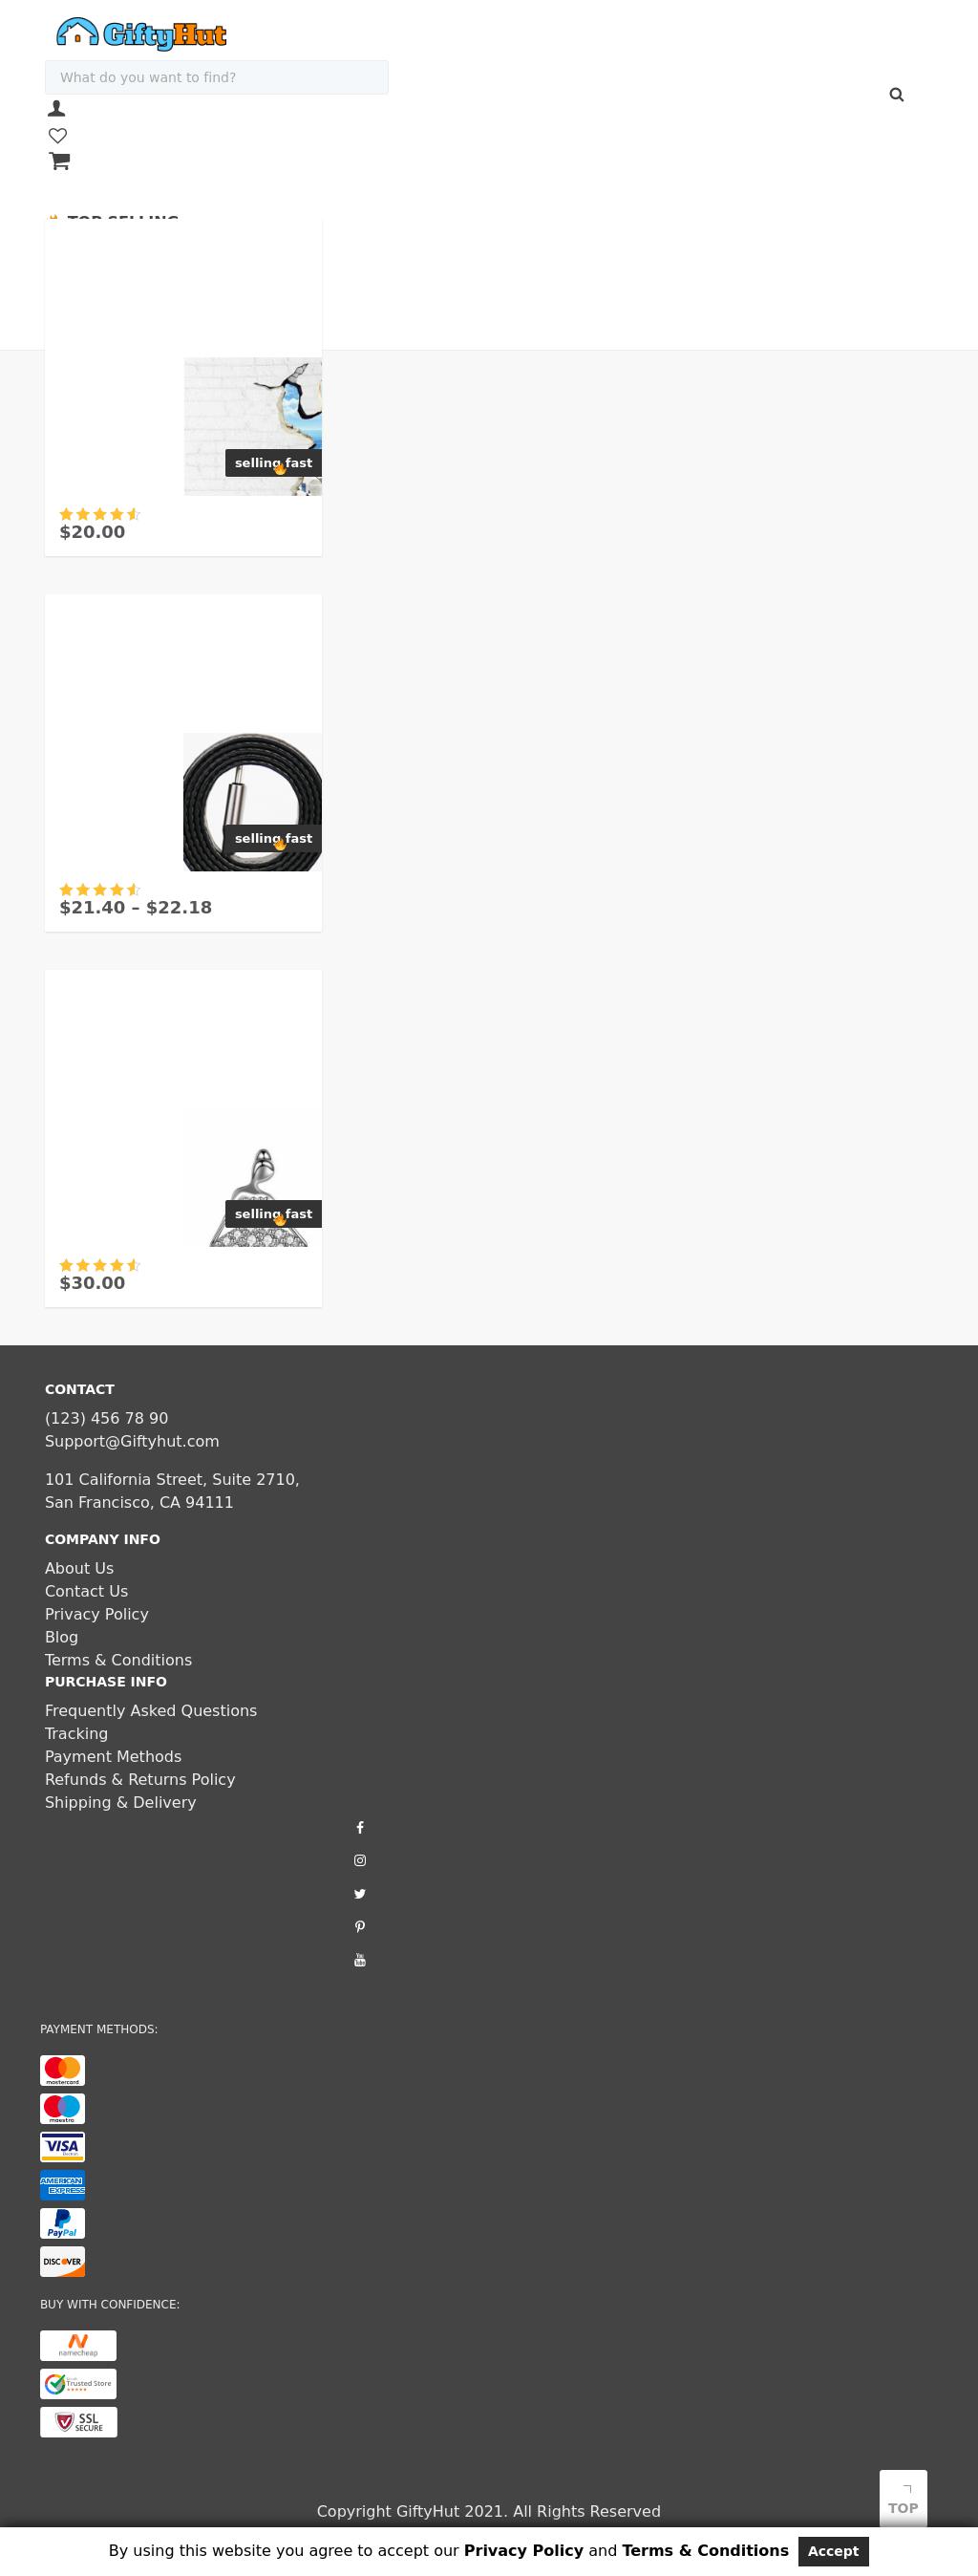 GiftyHut
What do you want to find?
TOP SELLING
selling fast
$20.00
selling fast
$21.40 – $22.18
selling fast
$30.00
CONTACT
(123) 456 78 90
Support@Giftyhut.com
101 California Street, Suite 2710,
San Francisco, CA 94111
COMPANY INFO
About Us
Contact Us
Privacy Policy
Blog
Terms & Conditions
PURCHASE INFO
Frequently Asked Questions
Tracking
Payment Methods
Refunds & Returns Policy
Shipping & Delivery
PAYMENT METHODS:
mastercard
maestro
VISA
AMERICAN
EXPRESS
PayPal
DISCOVER
BUY WITH CONFIDENCE:
namecheap
Trusted Store
SSL
SECURE
TOP
Copyright GiftyHut 2021. All Rights Reserved
By using this website you agree to accept our Privacy Policy and Terms & Conditions Accept